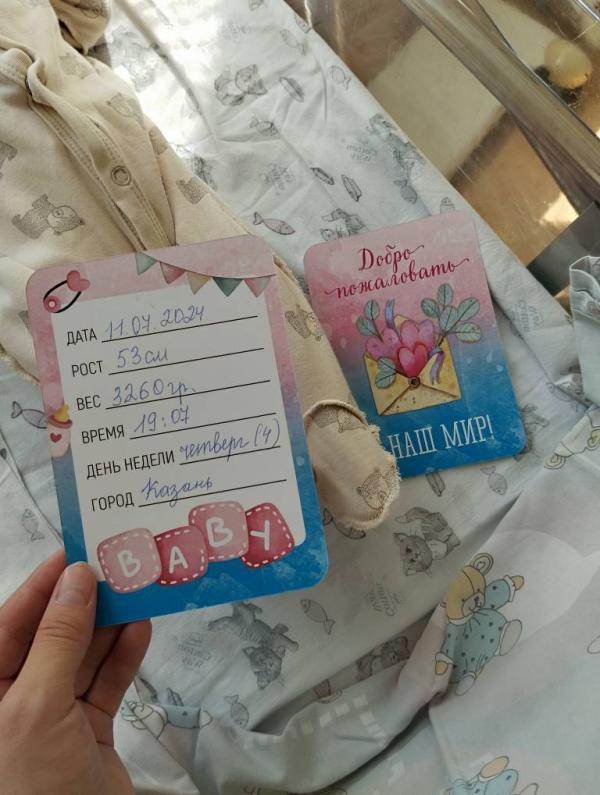 ДАТА 11.07.2024
РОСТ 53см
ВЕС 3260гр.
ВРЕМЯ 19:07
ДЕНЬ НЕДЕЛИ четверг (4)
ГОРОД Казань
BABY
Добро
пожаловать
НАШ МИР!